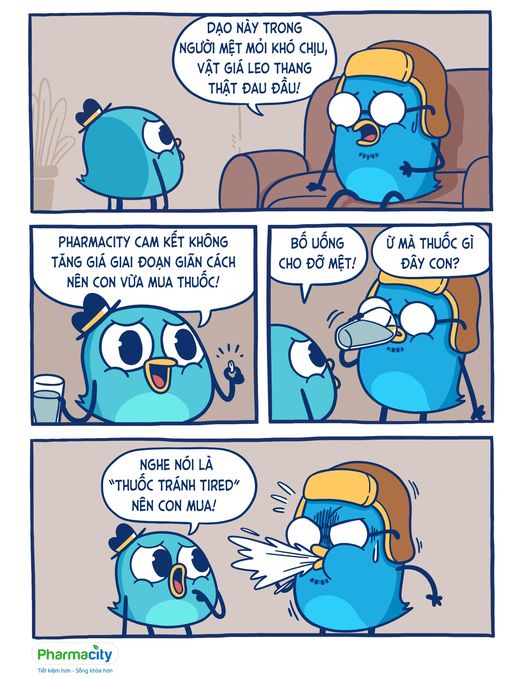 DẠO NÀY TRONG
NGƯỜI MỆT MỎI KHÓ CHỊU,
VẬT GIÁ LEO THANG
THẬT ĐAU ĐẦU!
PHARMACITY CAM KẾT KHÔNG
TĂNG GIÁ GIAI ĐOẠN GIÃN CÁCH
NÊN CON VỪA MUA THUỐC!
BỐ UỐNG
CHO ĐỠ MỆT!
Ừ MÀ THUỐC GÌ
ĐÂY CON?
NGHE NÓI LÀ
"THUỐC TRÁNH TIRED"
NÊN CON MUA!
Pharmacity
Tiết kiệm hơn - Sống khỏe hơn